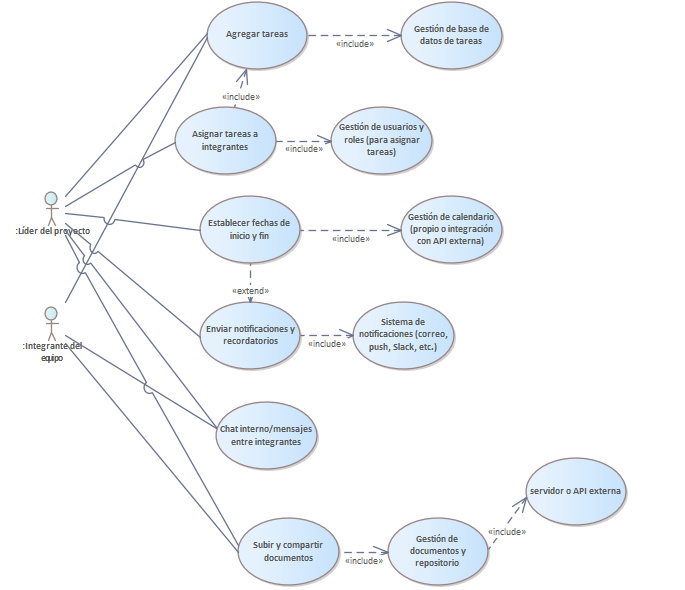 Agregar tareas
«include»
Gestión de base de
datos de tareas
«include»
Asignar tareas a
integrantes
«include»
Gestión de usuarios y
roles (para asignar
tareas)
:Líder del proyecto
Establecer fechas de
inicio y fin
«include»
Gestión de calendario
(propio o integración
con API externa)
«extend»
:Integrante del
equipo
Enviar notificaciones y
recordatorios
«include»
Sistema de
notificaciones (correo,
push, Slack, etc.)
Chat interno/mensajes
entre integrantes
Subir y compartir
documentos
«include»
Gestión de
documentos y
repositorio
«include»
servidor o API externa